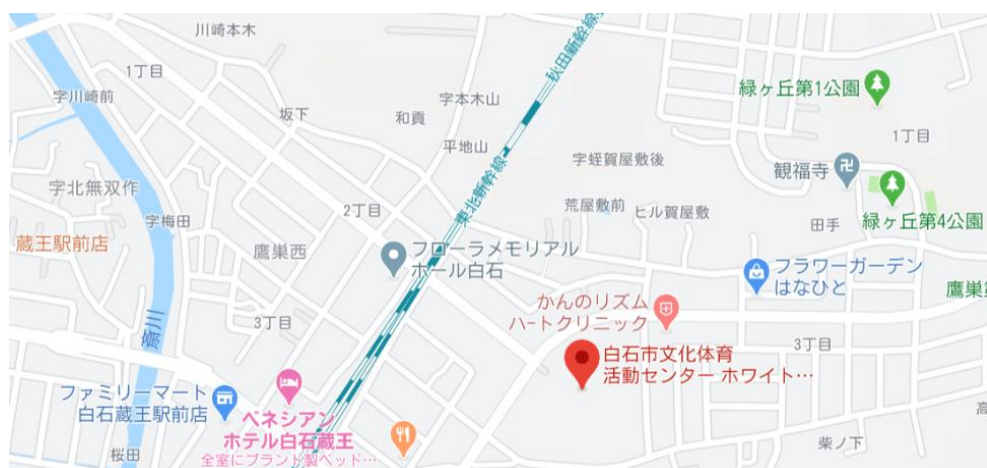 川崎本木
1丁目
字川崎前
坂下
字本木山
和貢
平地山
秋田新幹線
東北新幹線
緑ヶ丘第1公園
1丁目
字蛭賀屋敷後
観福寺
字北無双作
字梅田
2丁目
荒屋敷前
ヒル賀屋敷
田手
緑ヶ丘第4公園
蔵王駅前店
鷹巣西
フローラメモリアル
ホール白石
フラワーガーデン
はなひと
鷹巣
かんのリズム
ハートクリニック
斎川
3丁目
3丁目
白石市文化体育
活動センター ホワイト…
ファミリーマート
白石蔵王駅前店
ベネシアン
ホテル白石蔵王
全室にブランド製ベッド…
桜田
柴ノ下
高